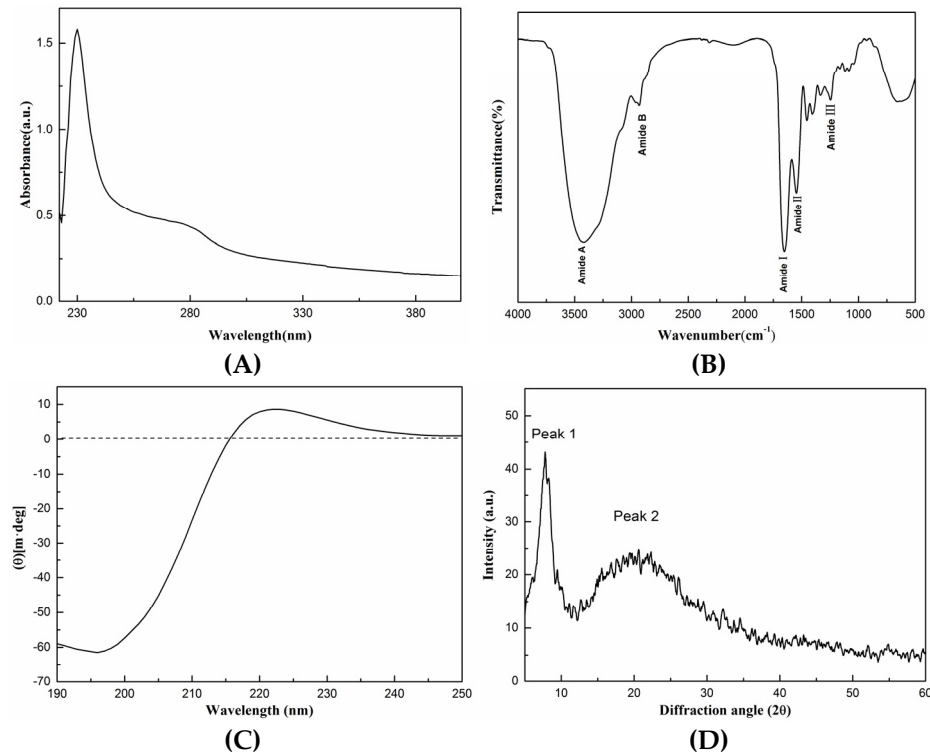 1.5
1.0
0.5
0.0
Absorbance(a.u.)
230 280 330 380
Wavelength(nm)
(A)
Transmittance(%)
Amide A
Amide B
Amide Ⅰ
Amide Ⅱ
Amide Ⅲ
4000 3500 3000 2500 2000 1500 1000 500
Wavenumber(cm⁻¹)
(B)
10
0
-10
-20
-30
-40
-50
-60
-70
(θ)[m·deg]
190 200 210 220 230 240 250
Wavelength (nm)
(C)
50
40
30
20
10
0
Intensity (a.u.)
Peak 1
Peak 2
10 20 30 40 50 60
Diffraction angle (2θ)
(D)